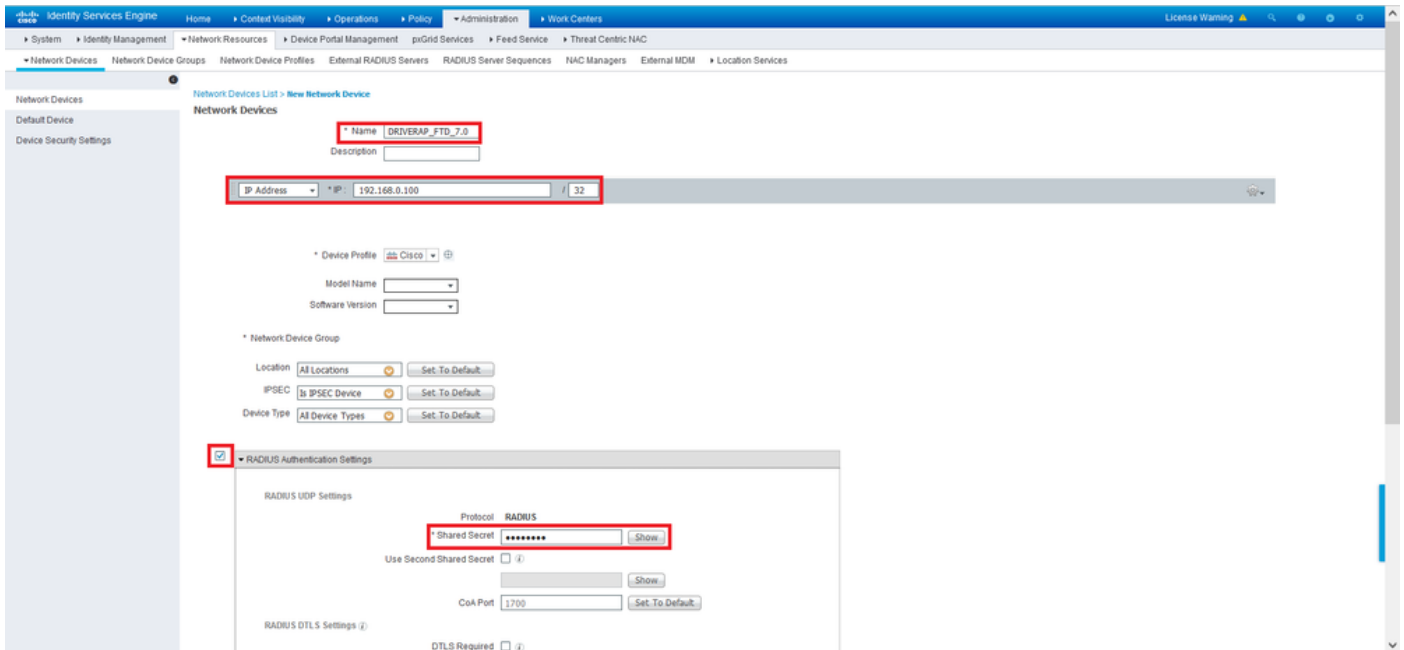 cisco Identity Services Engine Home Context Visibility Operations Policy Administration Work Centers License Warning
System Identity Management Network Resources Device Portal Management pxGrid Services Feed Service Threat Centric NAC
Network Devices Network Device Groups Network Device Profiles External RADIUS Servers RADIUS Server Sequences NAC Managers External MDM Location Services
Network Devices
Default Device
Device Security Settings
Network Devices List > New Network Device
Network Devices
* Name DRIVERAP_FTD_7.0
Description
IP Address * IP : 192.168.0.100 / 32
* Device Profile Cisco
Model Name
Software Version
* Network Device Group
Location All Locations Set To Default
IPSEC Is IPSEC Device Set To Default
Device Type All Device Types Set To Default
RADIUS Authentication Settings
RADIUS UDP Settings
Protocol RADIUS
* Shared Secret •••••••• Show
Use Second Shared Secret i
Show
CoA Port 1700 Set To Default
RADIUS DTLS Settings i
DTLS Required i